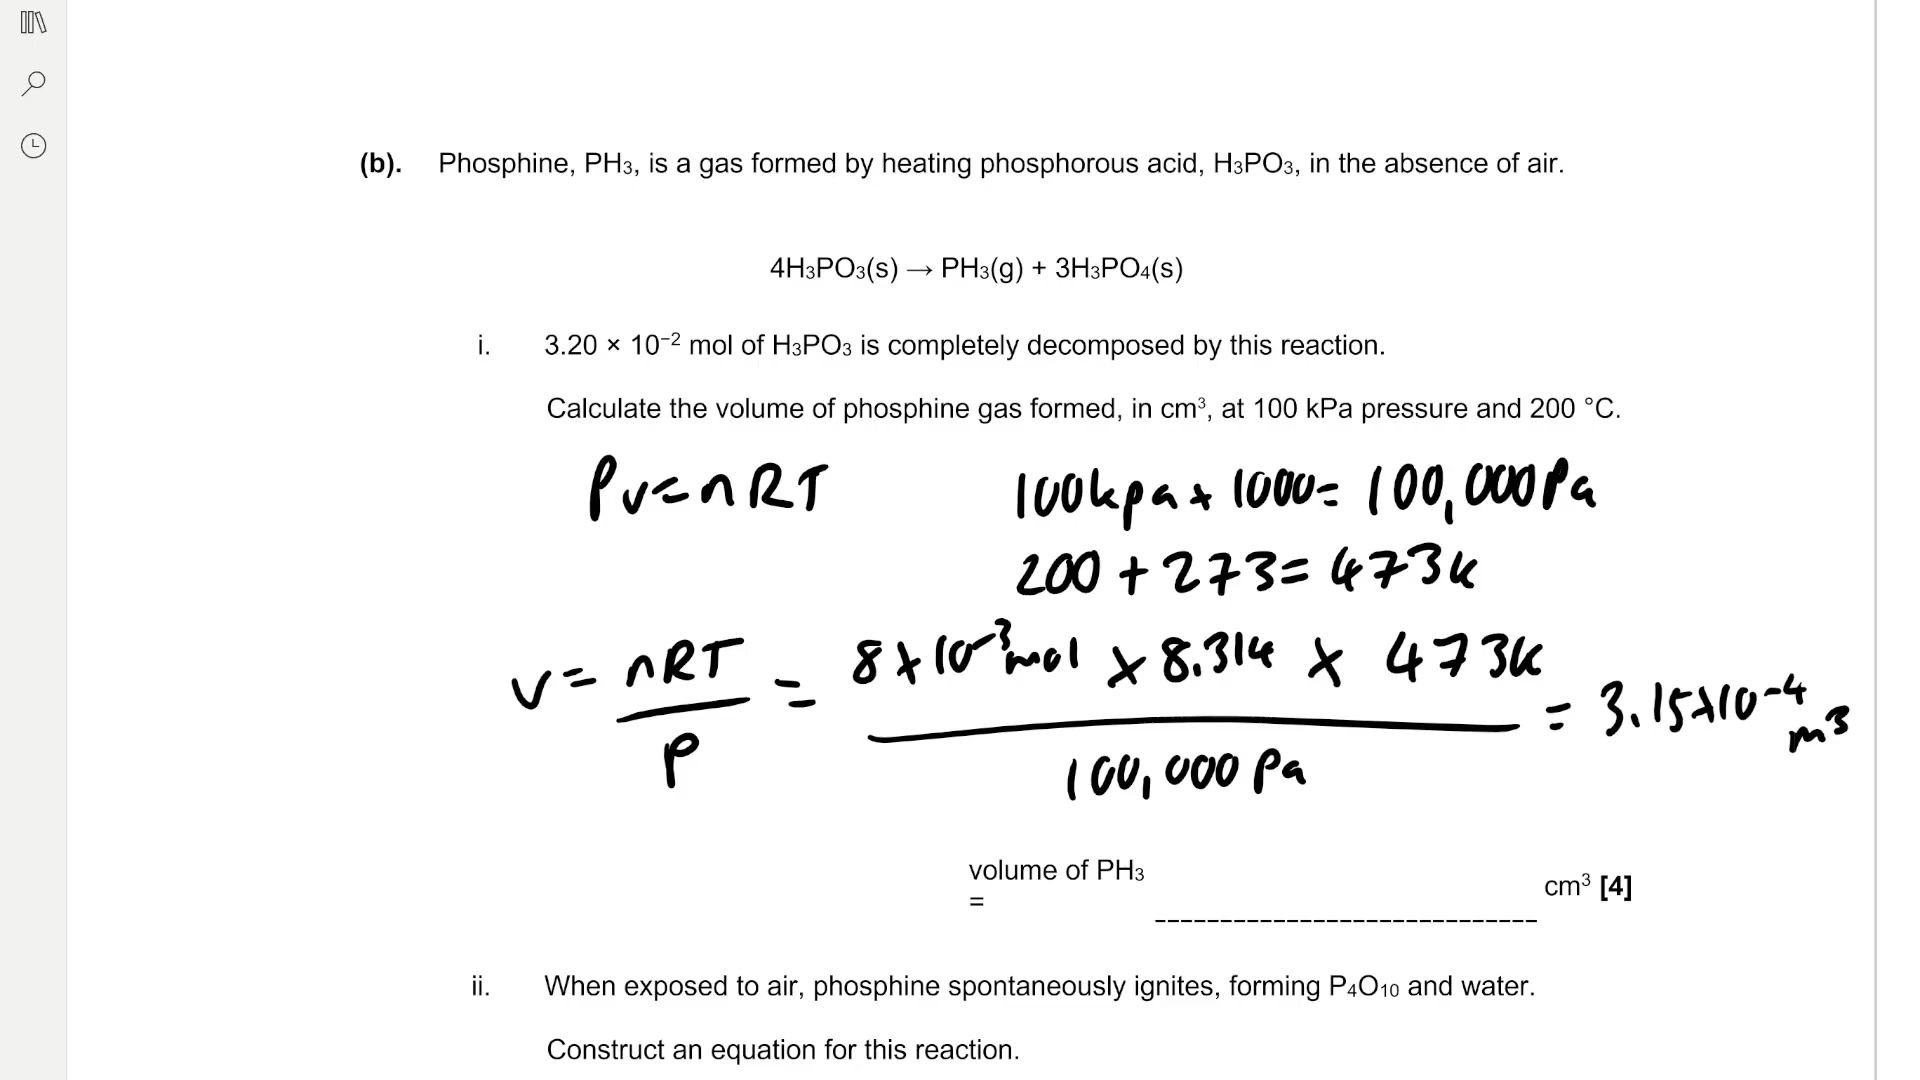 (b). Phosphine, PH₃, is a gas formed by heating phosphorous acid, H₃PO₃, in the absence of air.
4H₃PO₃(s) → PH₃(g) + 3H₃PO₄(s)
i. 3.20 × 10⁻² mol of H₃PO₃ is completely decomposed by this reaction.
Calculate the volume of phosphine gas formed, in cm³, at 100 kPa pressure and 200 °C.
Pv=nRT 100kpa × 1000= 100,000Pa
200 + 273= 473k
v= nRT/P = 8×10⁻³mol × 8.314 × 473k / 100,000 Pa = 3.15×10⁻⁴ m³
volume of PH₃
= ____________________________ cm³ [4]
ii. When exposed to air, phosphine spontaneously ignites, forming P₄O₁₀ and water.
Construct an equation for this reaction.